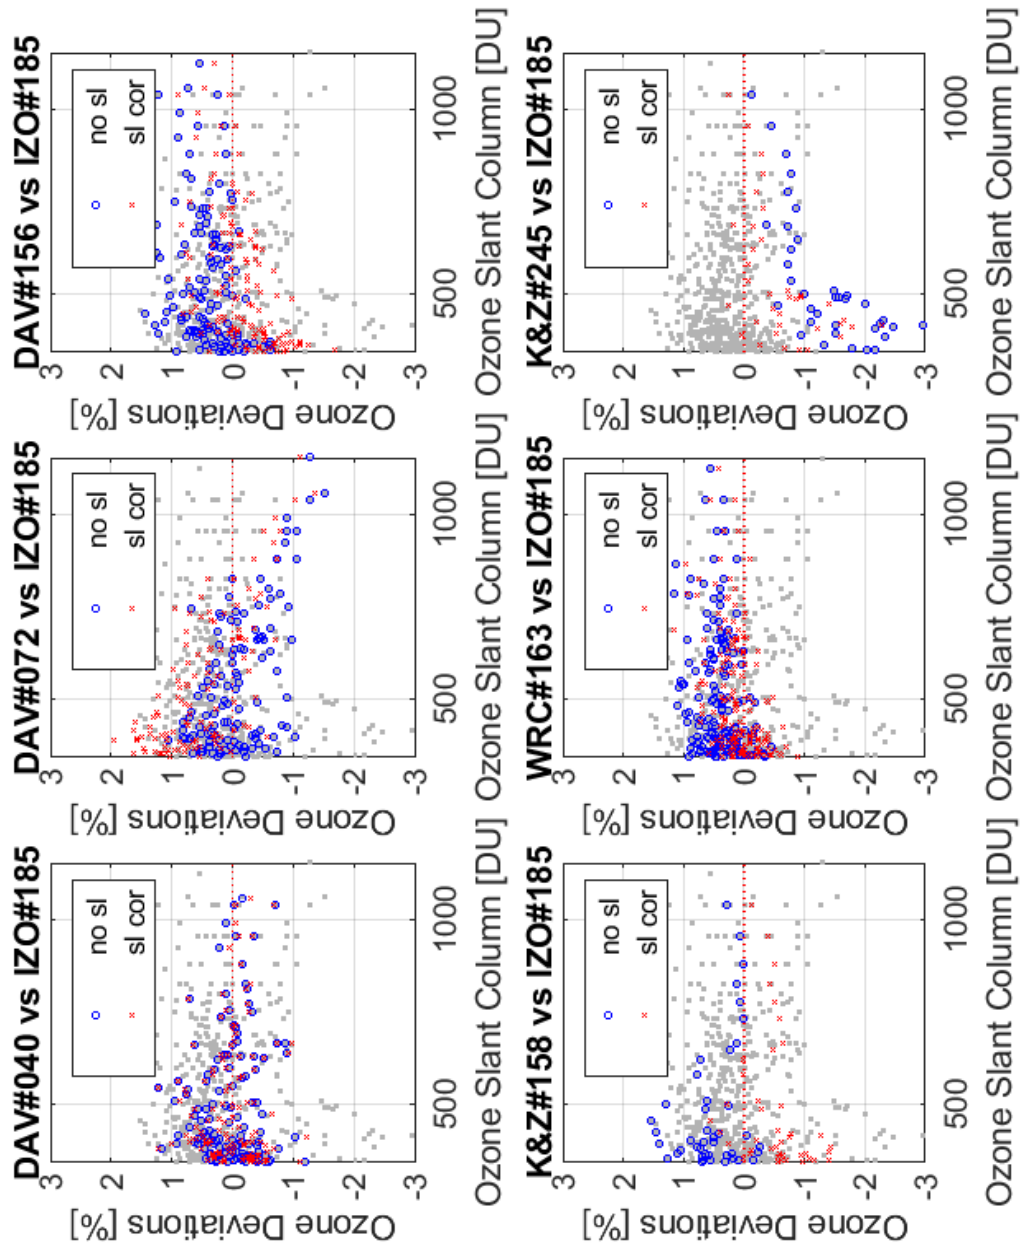 DAV#040 vs IZO#185
no sl
sl cor
3
2
1
0
-1
-2
-3
Ozone Deviations [%]
500
1000
Ozone Slant Column [DU]
DAV#072 vs IZO#185
no sl
sl cor
3
2
1
0
-1
-2
-3
Ozone Deviations [%]
500
1000
Ozone Slant Column [DU]
DAV#156 vs IZO#185
no sl
sl cor
3
2
1
0
-1
-2
-3
Ozone Deviations [%]
500
1000
Ozone Slant Column [DU]
K&Z#158 vs IZO#185
no sl
sl cor
3
2
1
0
-1
-2
-3
Ozone Deviations [%]
500
1000
Ozone Slant Column [DU]
WRC#163 vs IZO#185
no sl
sl cor
3
2
1
0
-1
-2
-3
Ozone Deviations [%]
500
1000
Ozone Slant Column [DU]
K&Z#245 vs IZO#185
no sl
sl cor
3
2
1
0
-1
-2
-3
Ozone Deviations [%]
500
1000
Ozone Slant Column [DU]